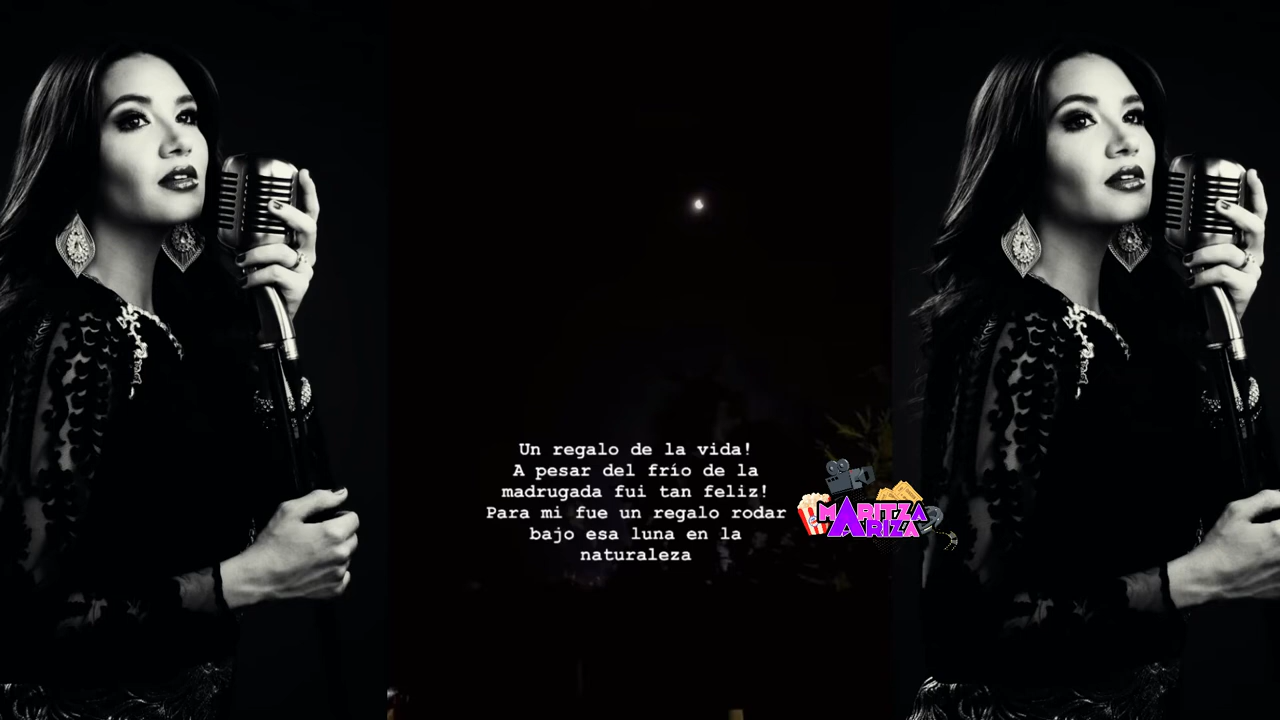 Un regalo de la vida!
A pesar del frío de la
madrugada fui tan feliz!
Para mi fue un regalo rodar
bajo esa luna en la
naturaleza
MARITZA
ARIZA